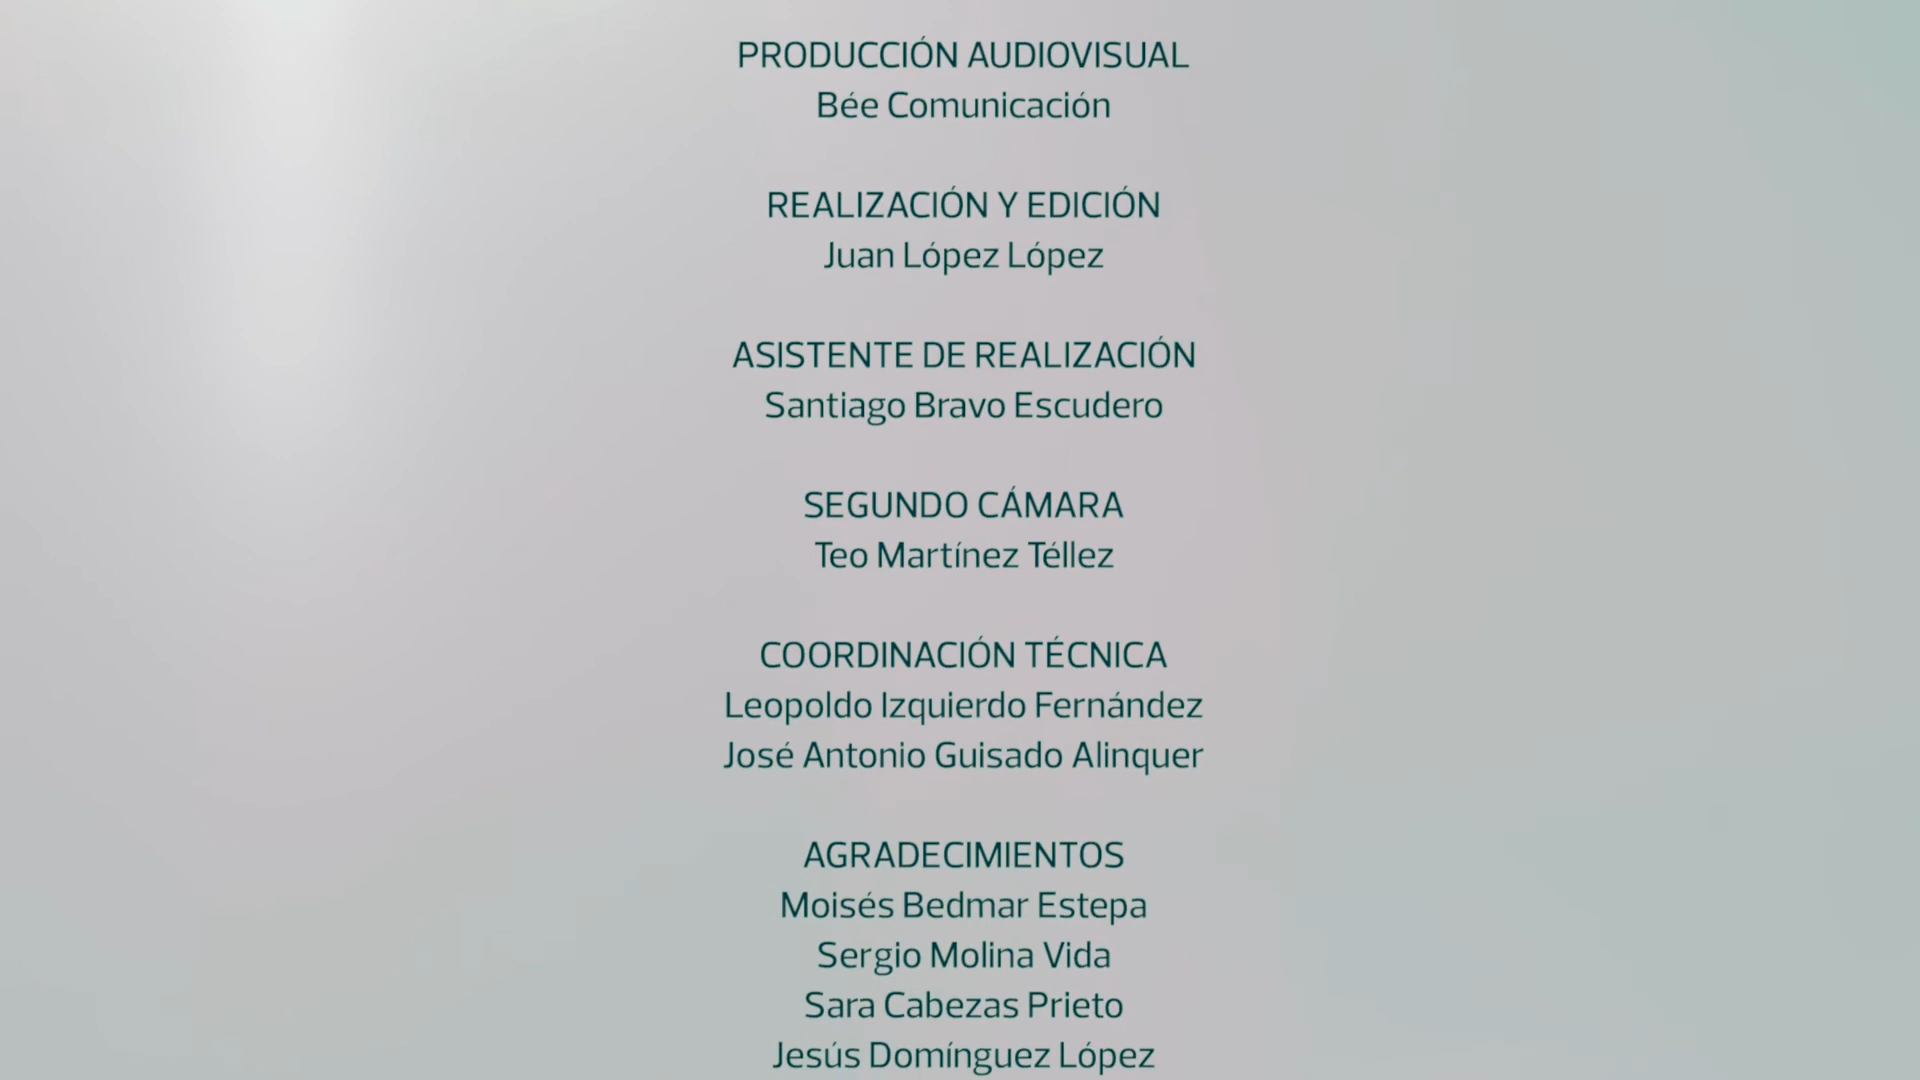 PRODUCCIÓN AUDIOVISUAL
Bée Comunicación
REALIZACIÓN Y EDICIÓN
Juan López López
ASISTENTE DE REALIZACIÓN
Santiago Bravo Escudero
SEGUNDO CÁMARA
Teo Martínez Téllez
COORDINACIÓN TÉCNICA
Leopoldo Izquierdo Fernández
José Antonio Guisado Alinquer
AGRADECIMIENTOS
Moisés Bedmar Estepa
Sergio Molina Vida
Sara Cabezas Prieto
Jesús Domínguez López